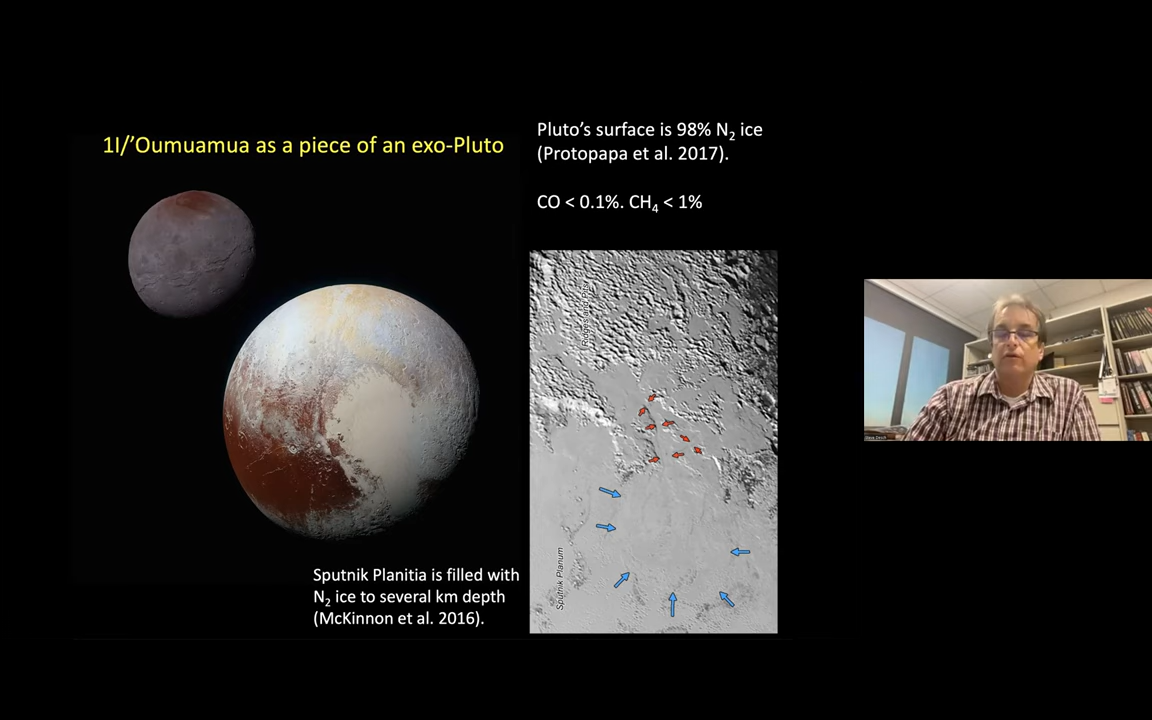 1I/’Oumuamua as a piece of an exo-Pluto
Pluto’s surface is 98% N2 ice
(Protopapa et al. 2017).
CO < 0.1%. CH4 < 1%
Sputnik Planitia is filled with
N2 ice to several km depth
(McKinnon et al. 2016).
Sputnik Planum